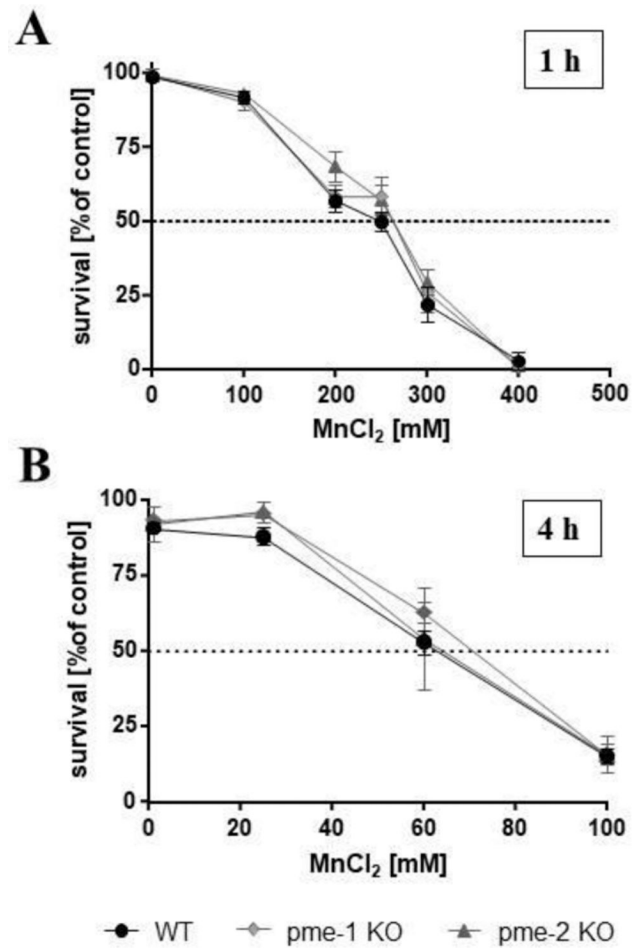 A
1 h
survival [%of control]
100
75
50
25
0
0 100 200 300 400 500
MnCl₂ [mM]
B
4 h
survival [%of control]
100
75
50
25
0
0 20 40 60 80 100
MnCl₂ [mM]
WT pme-1 KO pme-2 KO